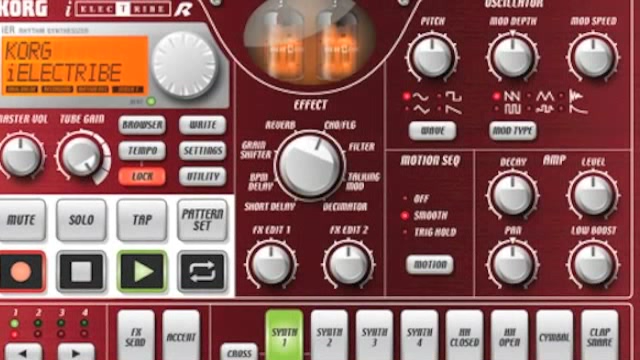 KORG iELECTRIBE R
OSCILLATOR
iER RHYTHM SYNTHESIZER
KORG
iELECTRIBE
PITCH
MOD DEPTH
MOD SPEED
MASTER VOL
TUBE GAIN
BROWSER
WRITE
TEMPO
SETTINGS
LOCK
UTILITY
EFFECT
REVERB
CHO/FLG
GRAIN
SHIFTER
FILTER
BPM
DELAY
TALKING
MOD
SHORT DELAY
DECIMATOR
FX EDIT 1
FX EDIT 2
WAVE
MOD TYPE
MOTION SEQ
OFF
SMOOTH
TRIG HOLD
MOTION
DECAY
AMP
LEVEL
PAN
LOW BOOST
MUTE
SOLO
TAP
PATTERN
SET
1 2 3 4
FX
SEND
ACCENT
CROSS
SYNTH
1
SYNTH
2
SYNTH
3
SYNTH
4
HH
CLOSED
HH
OPEN
CYMBAL
CLAP
SNARE